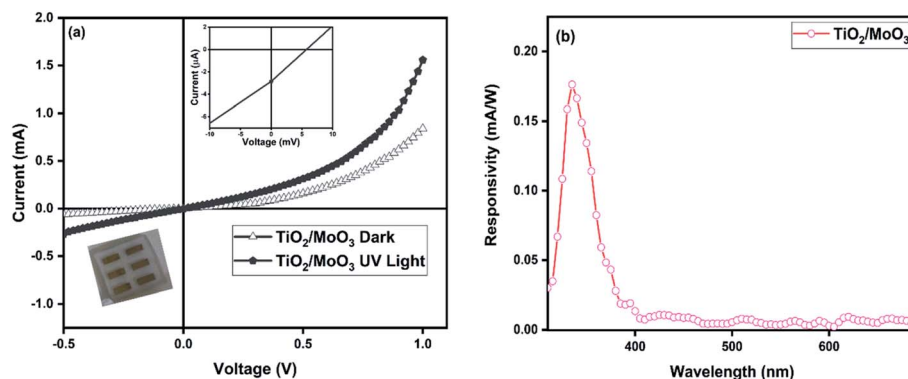 (a)
2.0
1.5
1.0
0.5
0.0
-0.5
-1.0
Current (mA)
-0.5
0.0
0.5
1.0
Voltage (V)
2
0
-2
-4
-6
Current (μA)
-10
0
10
Voltage (mV)
TiO₂/MoO₃ Dark
TiO₂/MoO₃ UV Light
(b)
TiO₂/MoO₃
0.20
0.15
0.10
0.05
0.00
Responsivity (mA/W)
400
500
600
Wavelength (nm)